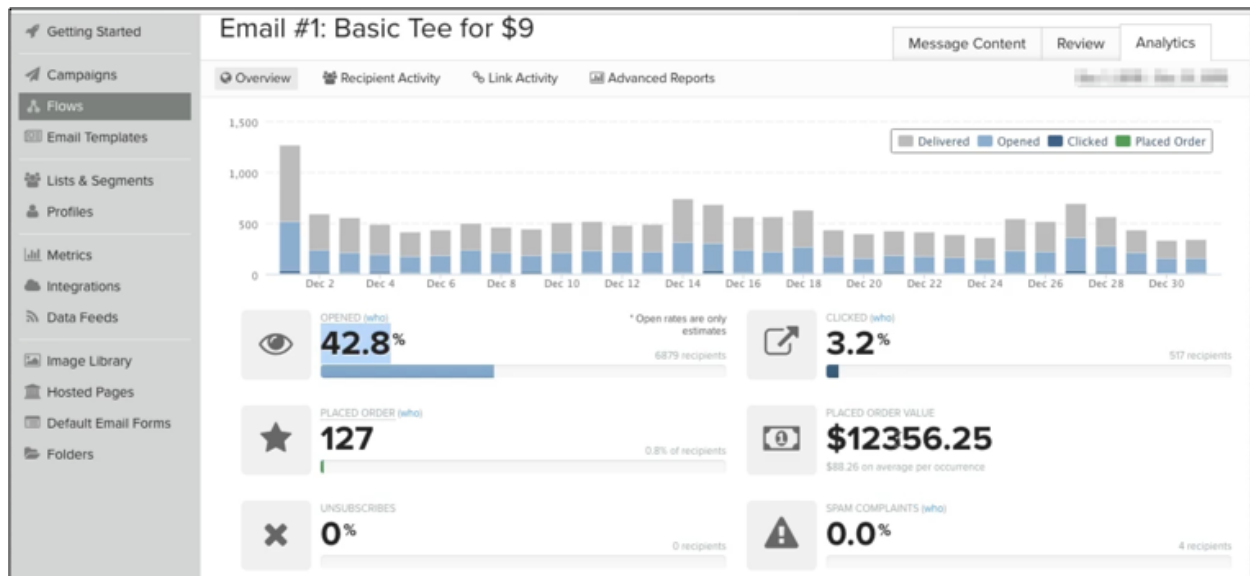 Getting Started
Campaigns
Flows
Email Templates
Lists & Segments
Profiles
Metrics
Integrations
Data Feeds
Image Library
Hosted Pages
Default Email Forms
Folders
Email #1: Basic Tee for $9
Message Content Review Analytics
Overview Recipient Activity Link Activity Advanced Reports
1,500
Delivered Opened Clicked Placed Order
1,000
500
0
Dec 2 Dec 4 Dec 6 Dec 8 Dec 10 Dec 12 Dec 14 Dec 16 Dec 18 Dec 20 Dec 22 Dec 24 Dec 26 Dec 28 Dec 30
OPENED (who)
42.8%
* Open rates are only
estimates
6879 recipients
CLICKED (who)
3.2%
517 recipients
PLACED ORDER (who)
127
0.8% of recipients
PLACED ORDER VALUE
$12356.25
$88.26 on average per occurrence
UNSUBSCRIBES
0%
0 recipients
SPAM COMPLAINTS (who)
0.0%
4 recipients